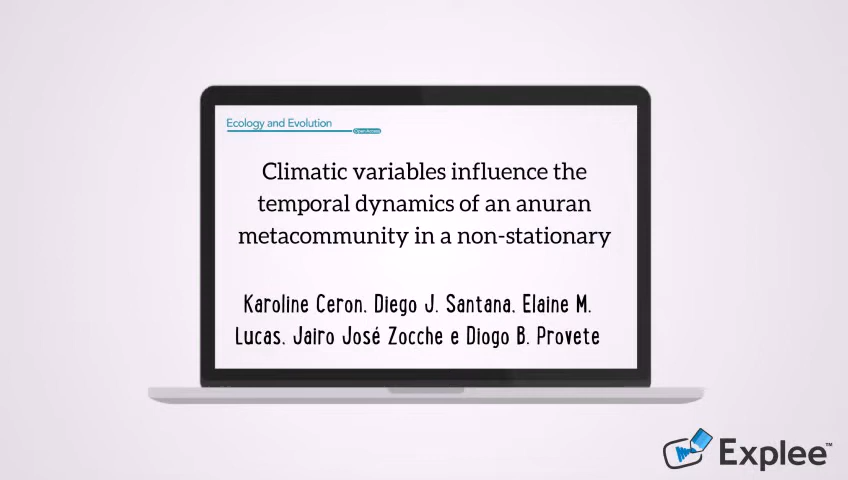 Ecology and Evolution
Open Access
Climatic variables influence the
temporal dynamics of an anuran
metacommunity in a non-stationary
Karoline Ceron, Diego J. Santana, Elaine M.
Lucas, Jairo José Zocche e Diogo B. Provete
Explee™